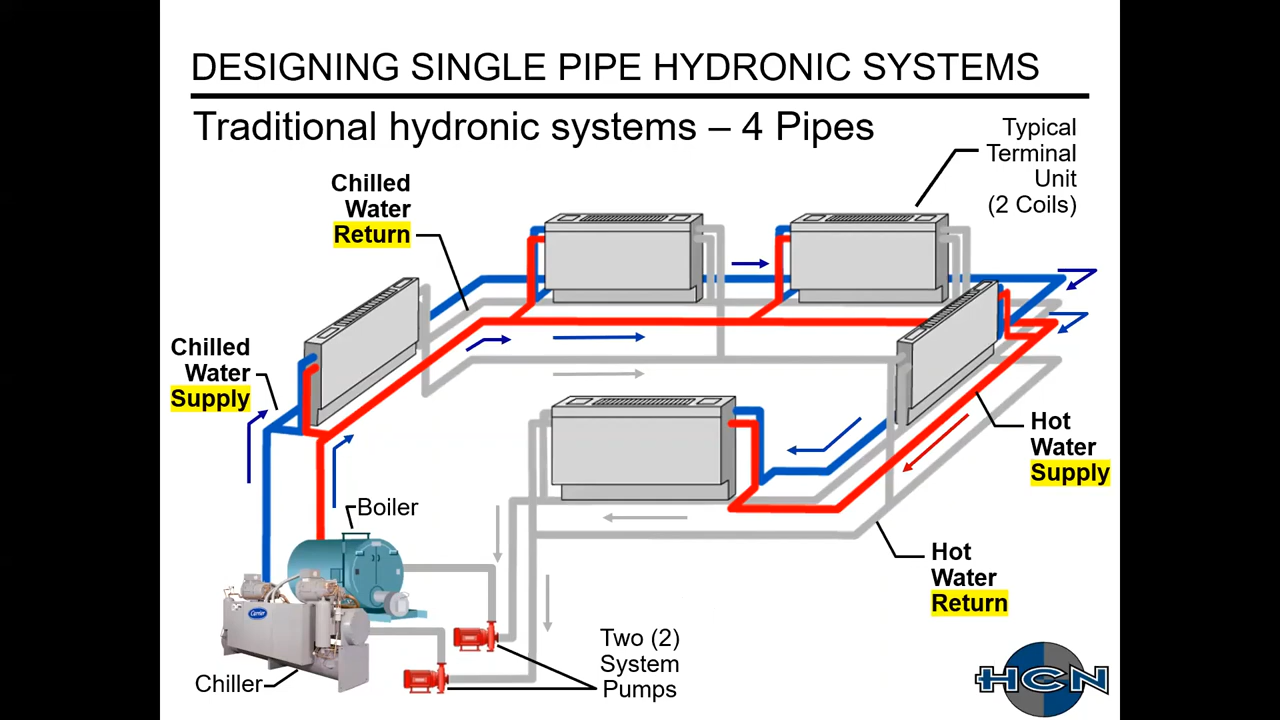 DESIGNING SINGLE PIPE HYDRONIC SYSTEMS
Traditional hydronic systems – 4 Pipes
Typical
Terminal
Unit
(2 Coils)
Chilled
Water
Return
Chilled
Water
Supply
Hot
Water
Supply
Boiler
Hot
Water
Return
Carrier
Two (2)
System
Pumps
Chiller
HCN